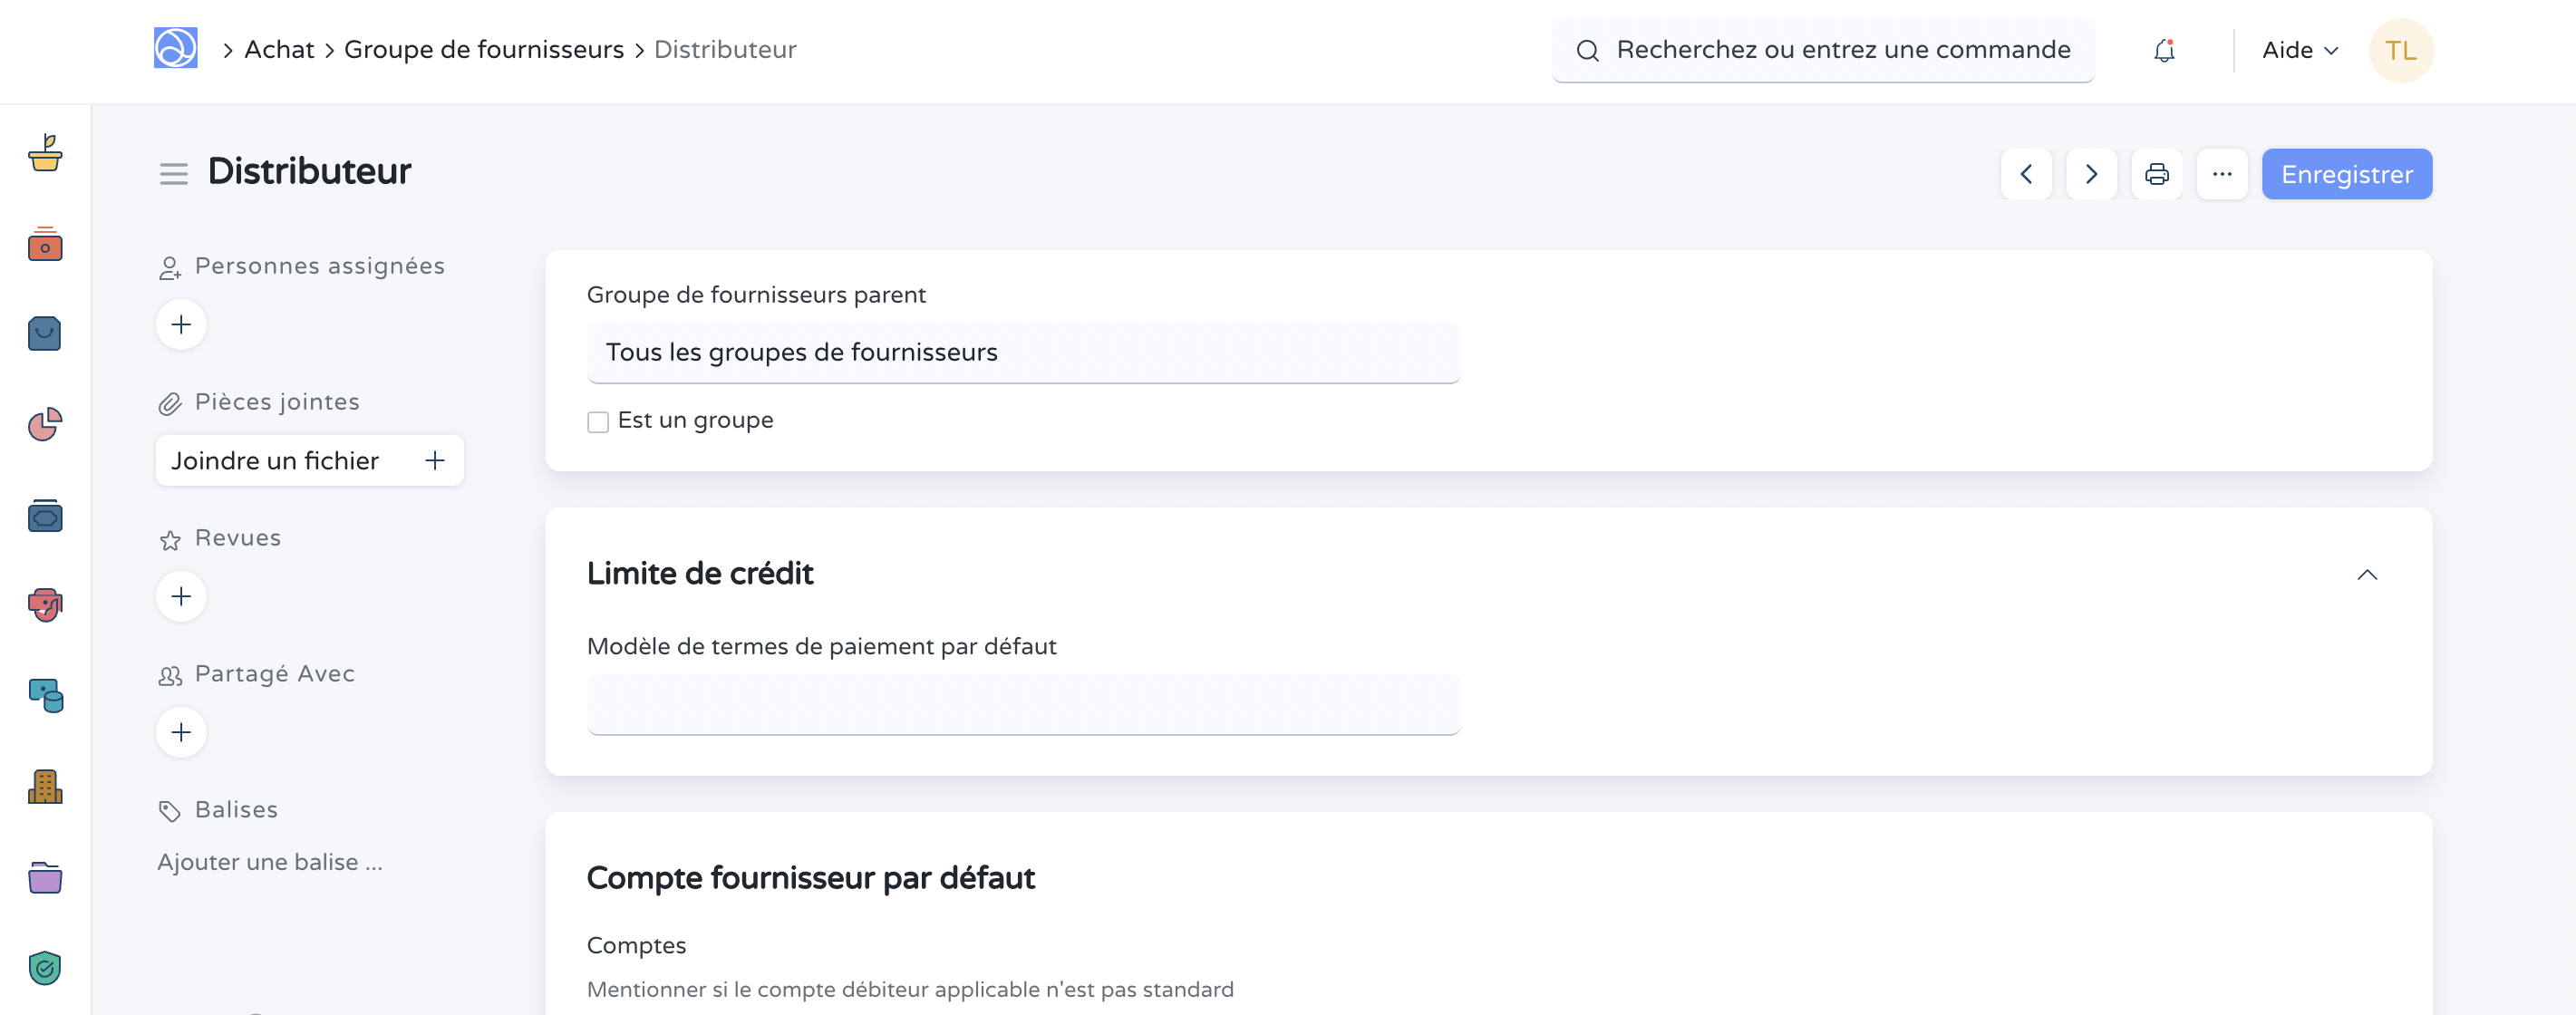 Achat > Groupe de fournisseurs > Distributeur
Recherchez ou entrez une commande
Aide
TL
Distributeur
Enregistrer
Personnes assignées
Pièces jointes
Joindre un fichier
Revues
Partagé Avec
Balises
Ajouter une balise ...
Groupe de fournisseurs parent
Tous les groupes de fournisseurs
Est un groupe
Limite de crédit
Modèle de termes de paiement par défaut
Compte fournisseur par défaut
Comptes
Mentionner si le compte débiteur applicable n'est pas standard